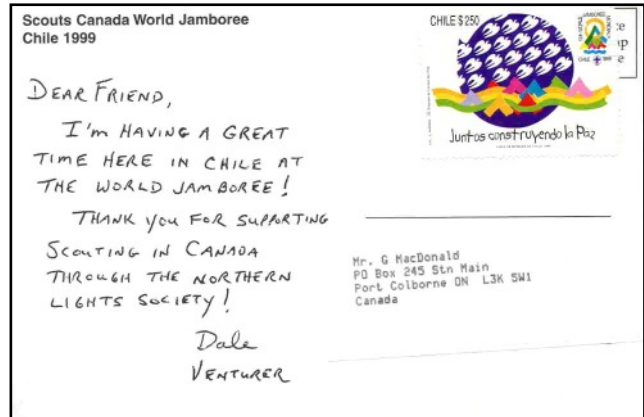 Scouts Canada World Jamboree
Chile 1999
CHILE $ 250
Juntos construyendo la Paz
DEAR FRIEND,
I'm HAVING A GREAT
TIME HERE IN CHILE AT
THE WORLD JAMBOREE!
THANK YOU FOR SUPPORTING
SCOUTING IN CANADA
THROUGH THE NORTHERN
LIGHTS SOCIETY!
Dale
VENTURER
Mr. G MacDonald
PO Box 245 Stn Main
Port Colborne ON L3K 5W1
Canada